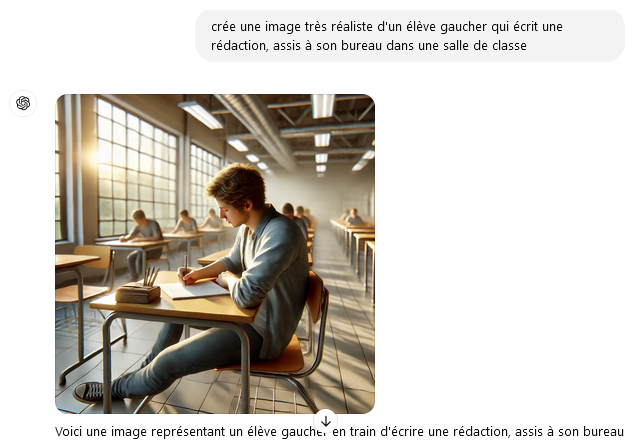 crée une image très réaliste d'un élève gaucher qui écrit une
rédaction, assis à son bureau dans une salle de classe
Voici une image représentant un élève gaucher en train d'écrire une rédaction, assis à son bureau